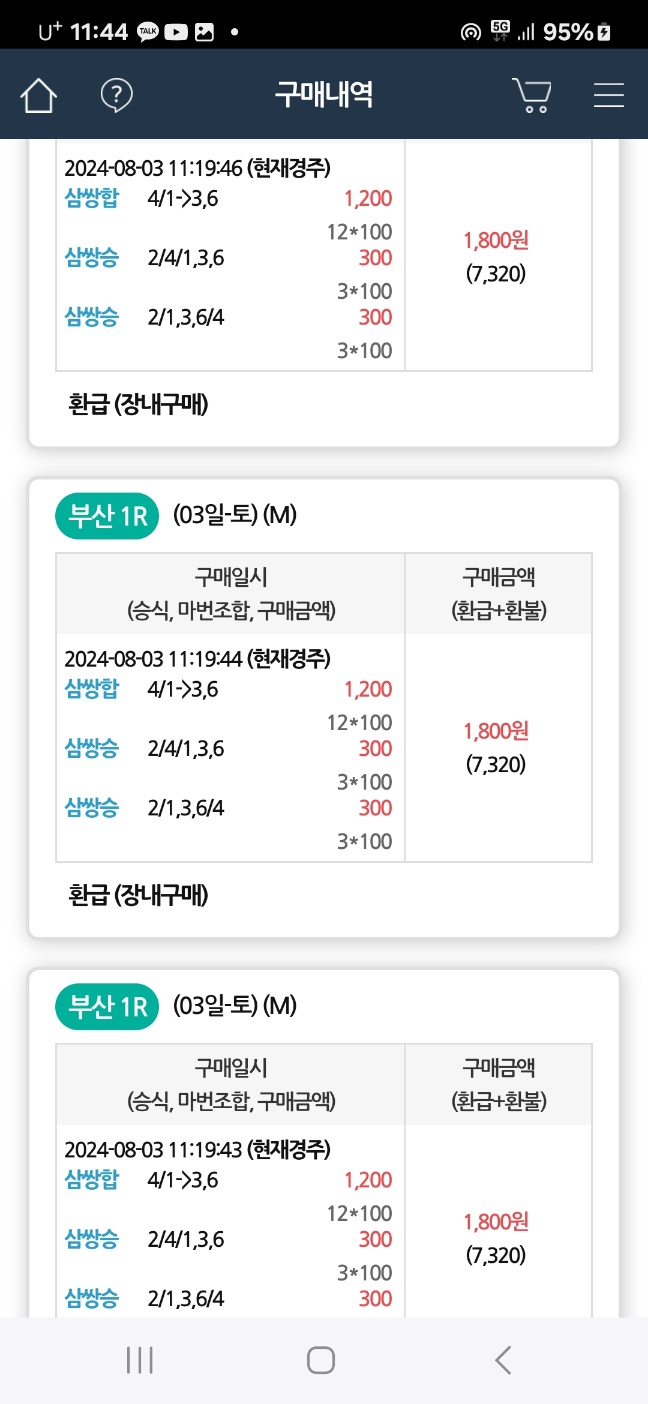 U+ 11:44 TALK 5G 95%
구매내역
2024-08-03 11:19:46 (현재경주)
삼쌍합 4/1->3,6 1,200
12*100
삼쌍승 2/4/1,3,6 300
3*100
삼쌍승 2/1,3,6/4 300
3*100
1,800원
(7,320)
환급 (장내구매)
부산 1R (03일-토) (M)
구매일시
(승식, 마번조합, 구매금액)
구매금액
(환급+환불)
2024-08-03 11:19:44 (현재경주)
삼쌍합 4/1->3,6 1,200
12*100
삼쌍승 2/4/1,3,6 300
3*100
삼쌍승 2/1,3,6/4 300
3*100
1,800원
(7,320)
환급 (장내구매)
부산 1R (03일-토) (M)
구매일시
(승식, 마번조합, 구매금액)
구매금액
(환급+환불)
2024-08-03 11:19:43 (현재경주)
삼쌍합 4/1->3,6 1,200
12*100
삼쌍승 2/4/1,3,6 300
3*100
삼쌍승 2/1,3,6/4 300
1,800원
(7,320)